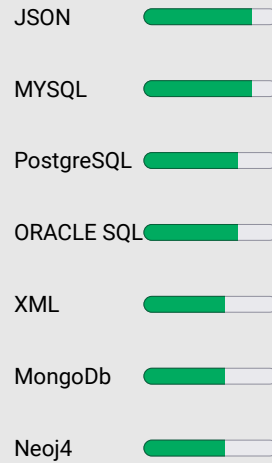 JSON
MYSQL
PostgreSQL
ORACLE SQL
XML
MongoDb
Neoj4